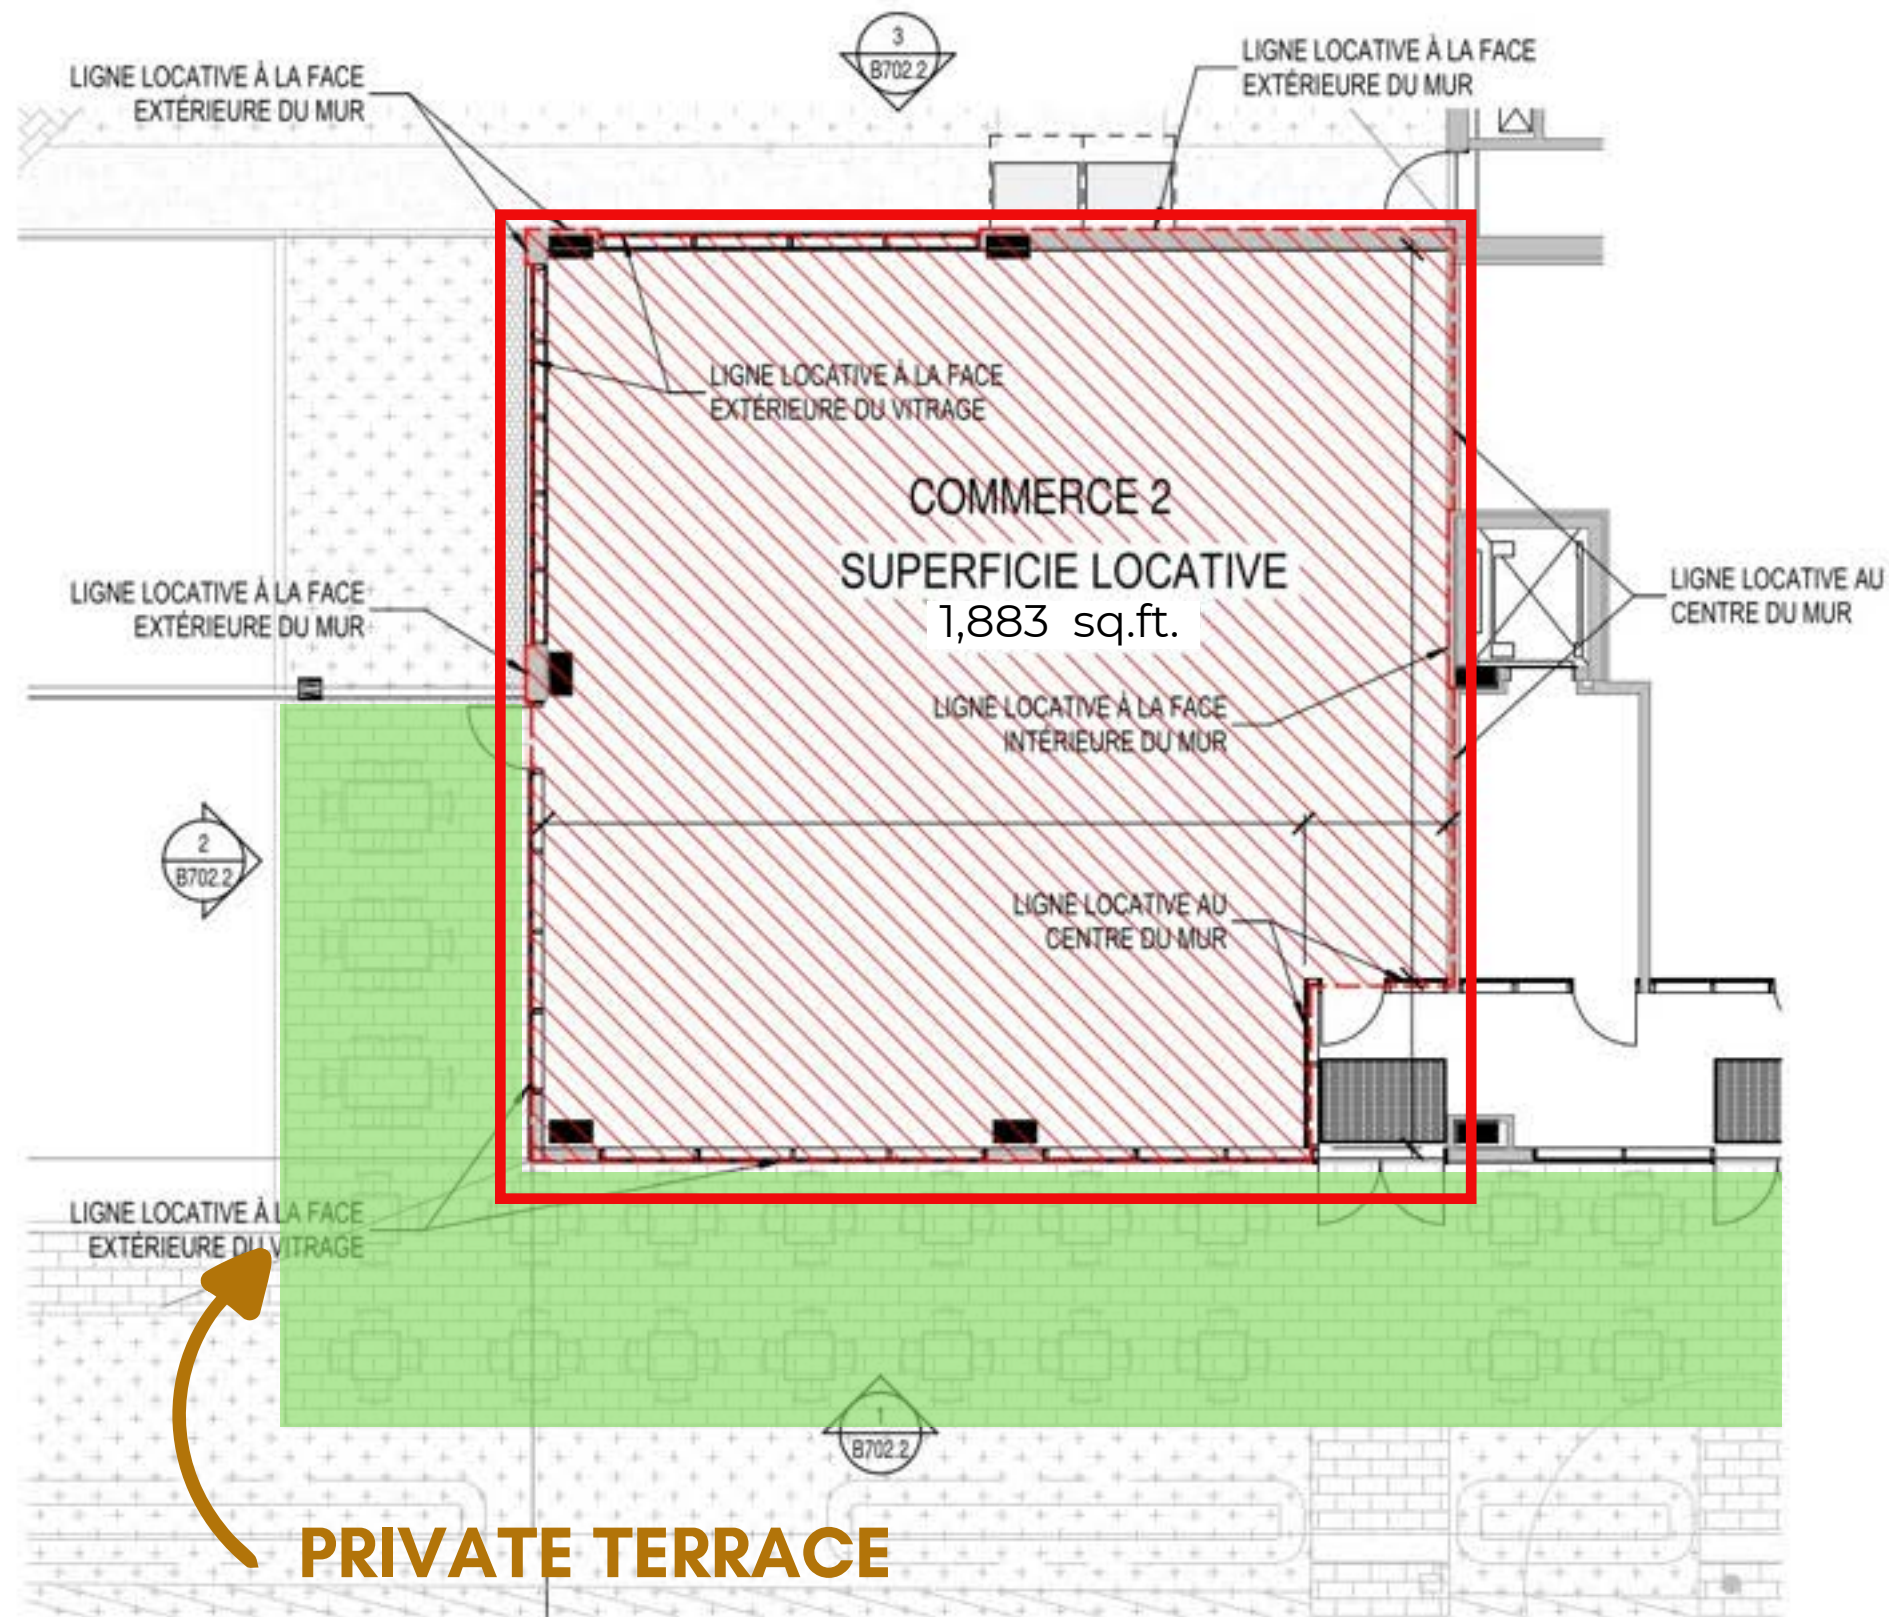 3
B702.2
LIGNE LOCATIVE À LA FACE
EXTÉRIEURE DU MUR
LIGNE LOCATIVE À LA FACE
EXTÉRIEURE DU MUR
LIGNE LOCATIVE À LA FACE
EXTÉRIEURE DU VITRAGE
COMMERCE 2
SUPERFICIE LOCATIVE
1,883 sq.ft.
LIGNE LOCATIVE À LA FACE
EXTÉRIEURE DU MUR
LIGNE LOCATIVE AU
CENTRE DU MUR
LIGNE LOCATIVE À LA FACE
INTÉRIEURE DU MUR
2
B702.2
LIGNE LOCATIVE AU
CENTRE DU MUR
LIGNE LOCATIVE À LA FACE
EXTÉRIEURE DU VITRAGE
1
B702.2
PRIVATE TERRACE